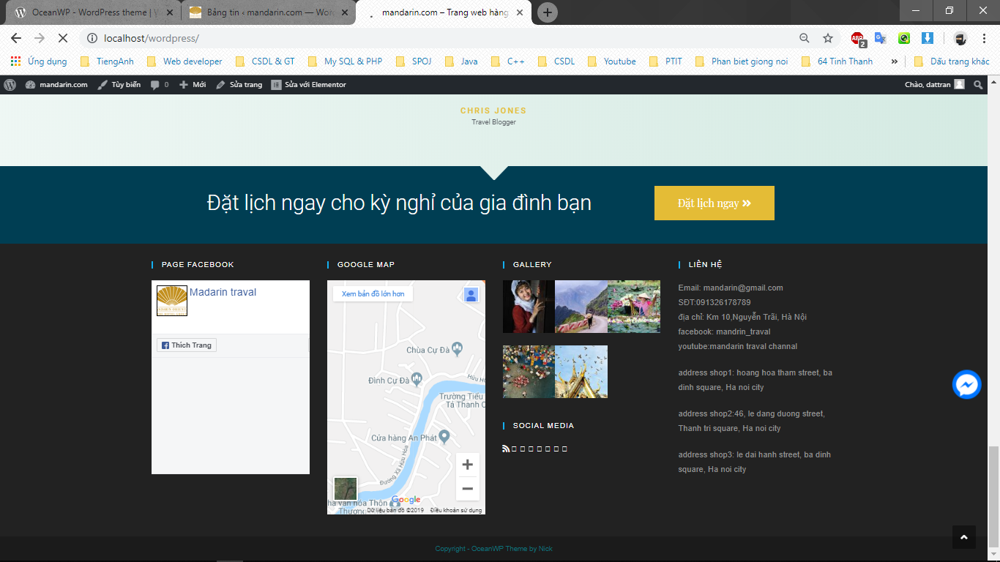 OceanWP - WordPress theme | W
Bảng tin ‹ mandarin.com — Word
mandarin.com – Trang web hàng
localhost/wordpress/
ABP
2
Ứng dụng
TiengAnh
Web developer
CSDL & GT
My SQL & PHP
SPOJ
Java
C++
CSDL
Youtube
PTIT
Phan biet giong noi
64 Tinh Thanh
»
Dấu trang khác
mandarin.com
Tùy biến
0
Mới
Sửa trang
Sửa với Elementor
Chào, dattran
CHRIS JONES
Travel Blogger
Đặt lịch ngay cho kỳ nghỉ của gia đình bạn
Đặt lịch ngay »
PAGE FACEBOOK
Madarin traval
Thích Trang
GOOGLE MAP
Xem bản đồ lớn hơn
Chùa Cự Đà
Đình Cự Đà
Hữu H
Trường Tiểu
Tả Thanh C
Cửa hàng An Phát
Đường Xã Hữu Hòa
hà văn hóa Thôn
Thượng
Google
Dữ liệu bản đồ ©2019
Điều khoản sử dụng
GALLERY
SOCIAL MEDIA
LIÊN HỆ
Email: mandarin@gmail.com
SĐT:091326178789
địa chỉ: Km 10,Nguyễn Trãi, Hà Nội
facebook: mandrin_traval
youtube:mandarin traval channal
address shop1: hoang hoa tham street, ba
dinh square, Ha noi city
address shop2:46, le dang duong street,
Thanh tri square, Ha noi city
address shop3: le dai hanh street, ba dinh
square, Ha noi city
Copyright - OceanWP Theme by Nick